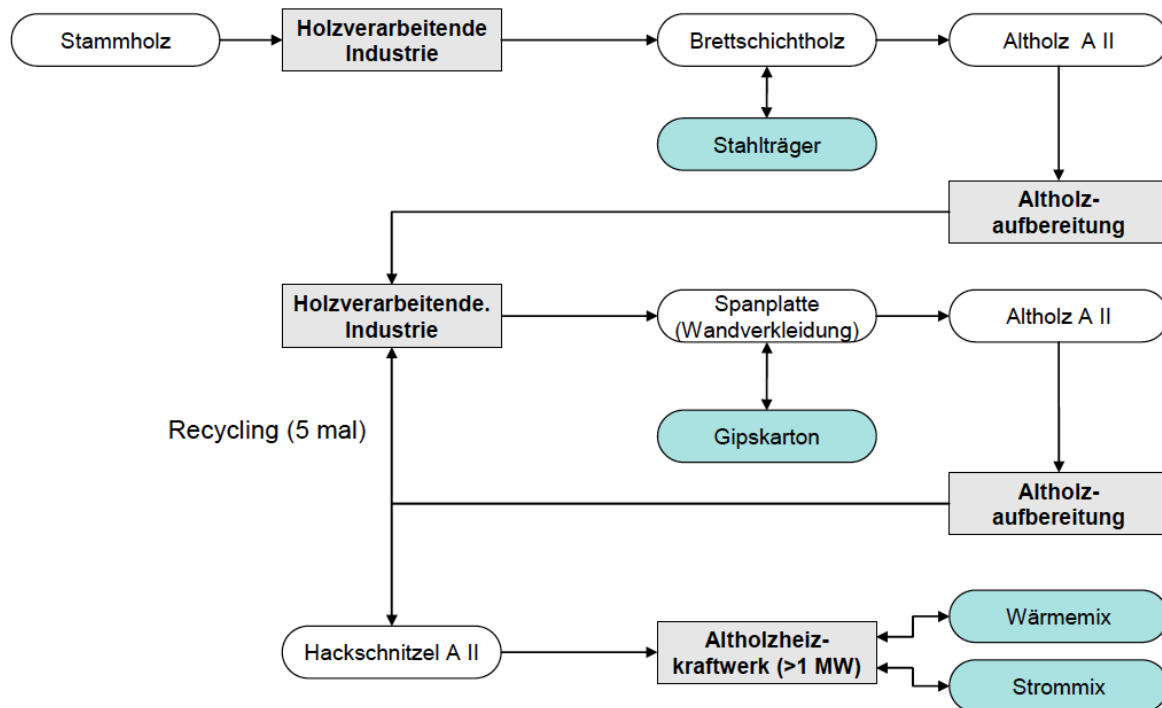 Stammholz
Holzverarbeitende
Industrie
Brettschichtholz
Altholz A II
Stahlträger
Altholz-
aufbereitung
Holzverarbeitende.
Industrie
Spanplatte
(Wandverkleidung)
Altholz A II
Recycling (5 mal)
Gipskarton
Altholz-
aufbereitung
Hackschnitzel A II
Altholzheiz-
kraftwerk (>1 MW)
Wärmemix
Strommix